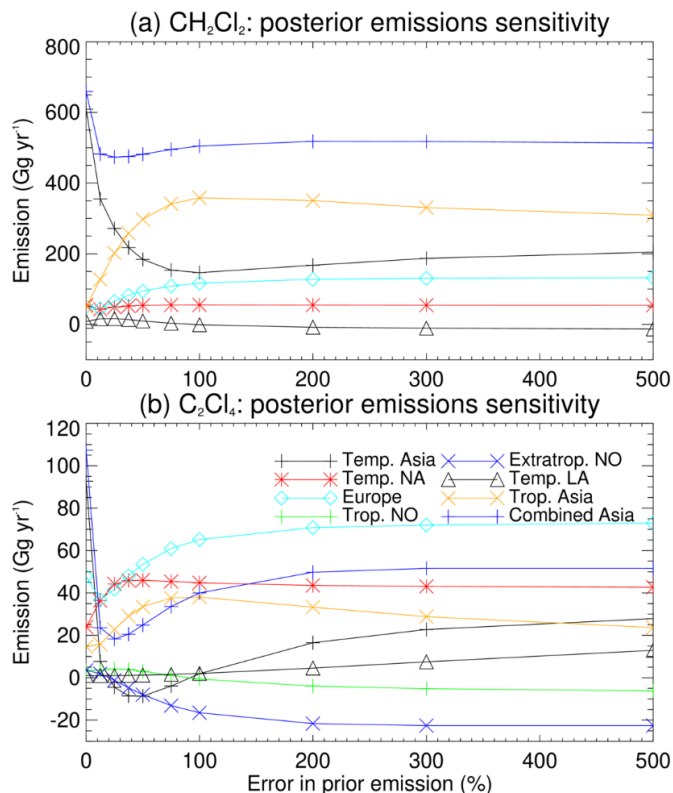 (a) CH₂Cl₂: posterior emissions sensitivity
800
600
400
200
0
Emission (Gg yr⁻¹)
0 100 200 300 400 500
(b) C₂Cl₄: posterior emissions sensitivity
120
100
80
60
40
20
0
-20
Emission (Gg yr⁻¹)
Temp. Asia Extratrop. NO
Temp. NA Temp. LA
Europe Trop. Asia
Trop. NO Combined Asia
0 100 200 300 400 500
Error in prior emission (%)